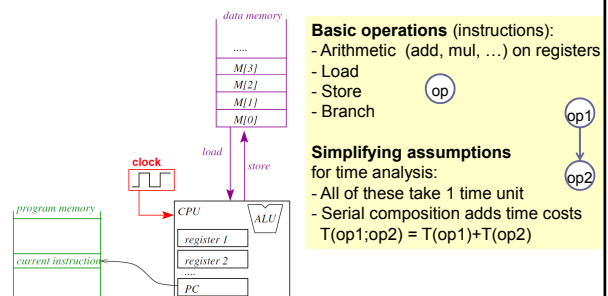 data memory
.....
M[3]
M[2]
M[1]
M[0]
load
store
clock
program memory
current instruction
CPU
ALU
register 1
register 2
....
PC
Basic operations (instructions):
- Arithmetic (add, mul, …) on registers
- Load
- Store
- Branch
op
op1
op2
Simplifying assumptions
for time analysis:
- All of these take 1 time unit
- Serial composition adds time costs
T(op1;op2) = T(op1)+T(op2)